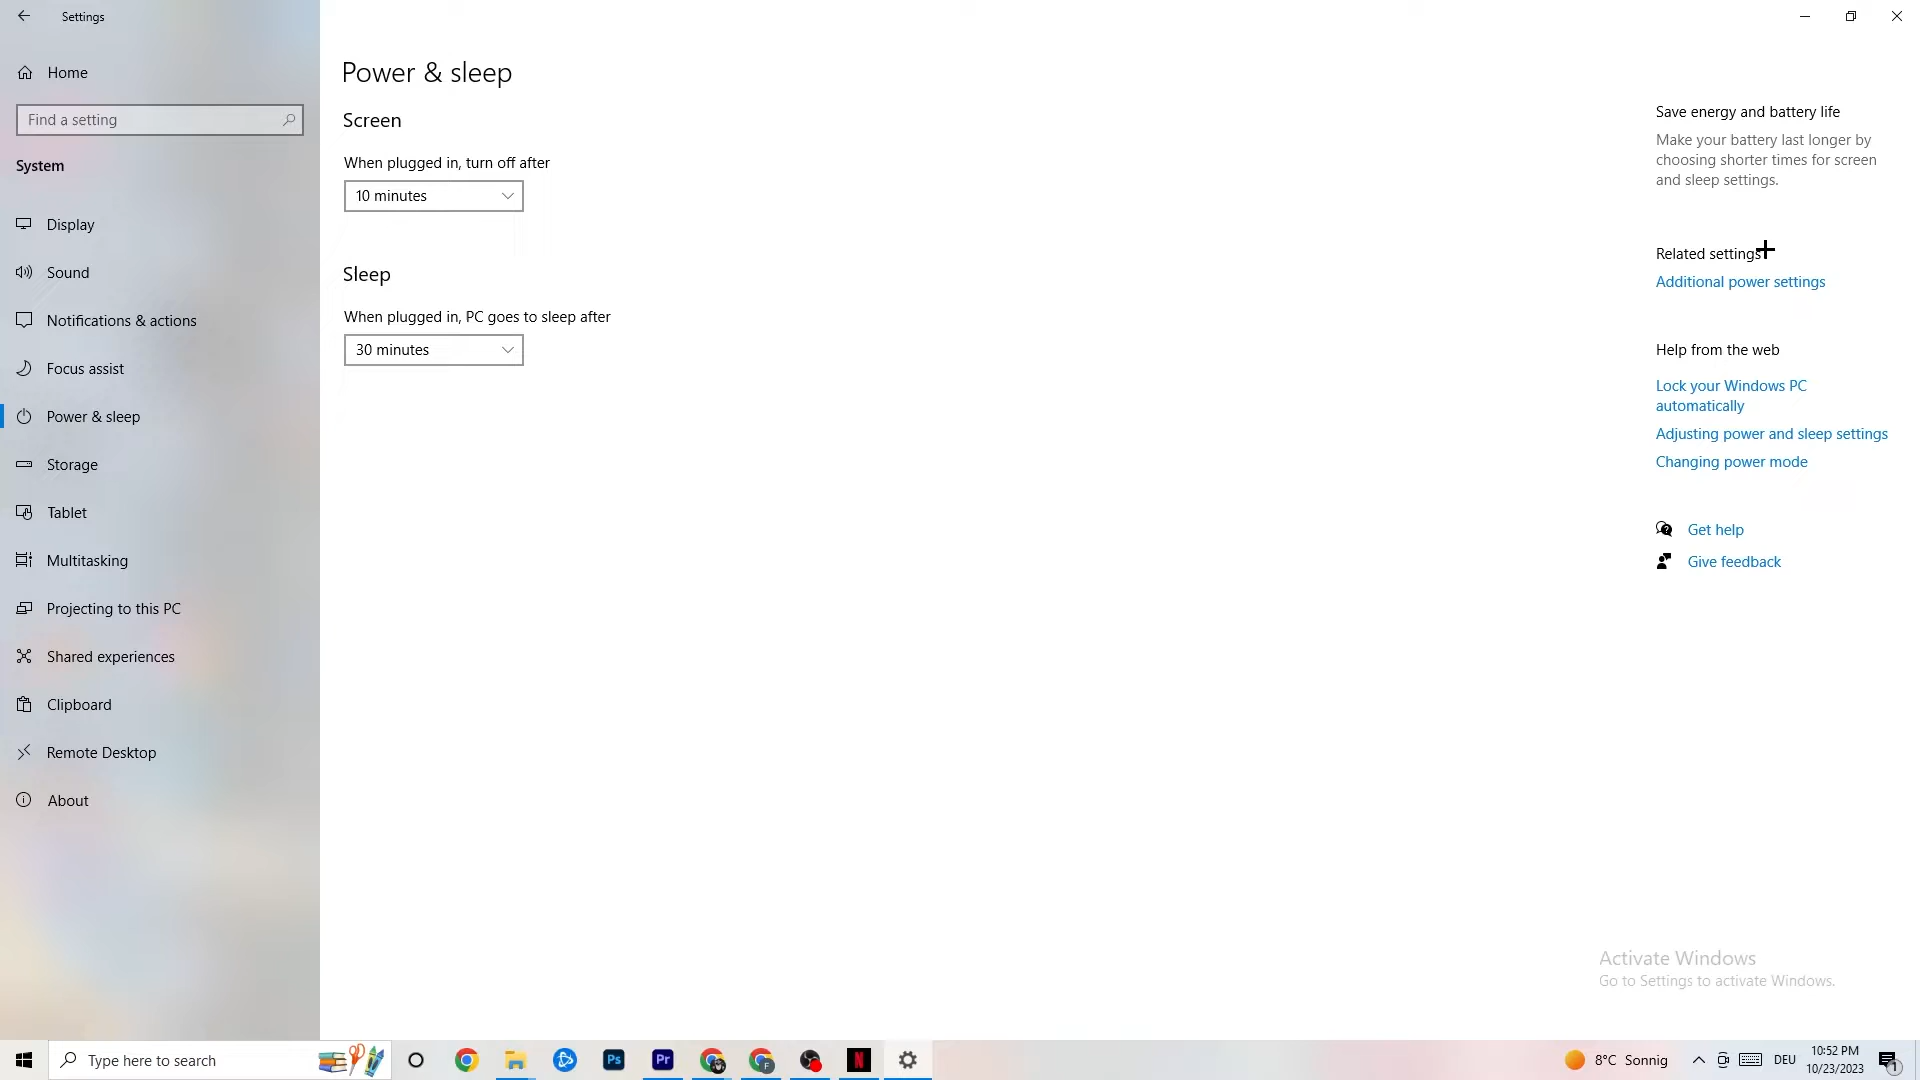 Settings
Home
Find a setting
System
Display
Sound
Notifications & actions
Focus assist
Power & sleep
Storage
Tablet
Multitasking
Projecting to this PC
Shared experiences
Clipboard
Remote Desktop
About
Power & sleep
Screen
When plugged in, turn off after
10 minutes
Sleep
When plugged in, PC goes to sleep after
30 minutes
Save energy and battery life
Make your battery last longer by
choosing shorter times for screen
and sleep settings.
Related settings
Additional power settings
Help from the web
Lock your Windows PC
automatically
Adjusting power and sleep settings
Changing power mode
Get help
Give feedback
Activate Windows
Go to Settings to activate Windows.
Type here to search
Ps
Pr
F
N
8°C Sonnig
DEU
10:52 PM
10/23/2023
1